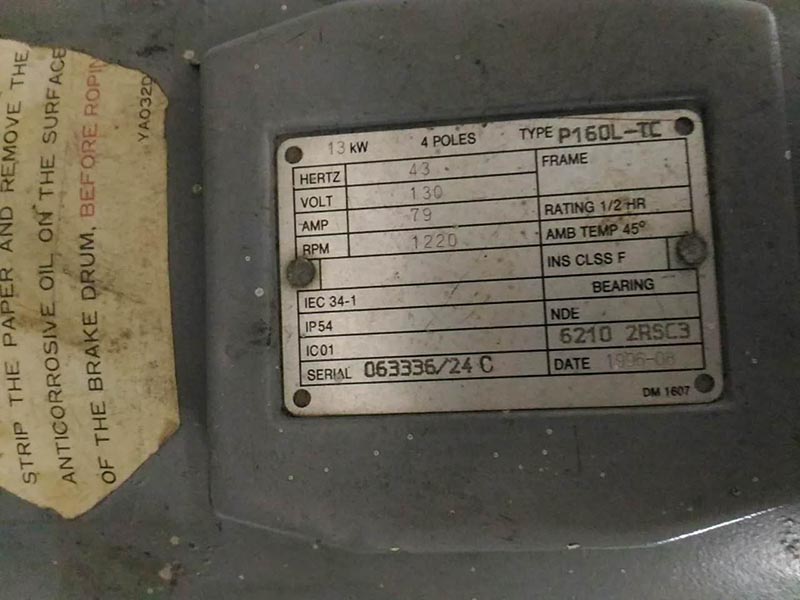 STRIP THE PAPER AND REMOVE THE
ANTICORROSIVE OIL ON THE SURFACE
OF THE BRAKE DRUM, BEFORE ROPIN
YA032D
13 kW 4 POLES TYPE P160L-TC
HERTZ 43 FRAME
VOLT 130
AMP 79 RATING 1/2 HR
RPM 1220 AMB TEMP 45°
INS CLSS F
BEARING
IEC 34-1
IP54 NDE
IC01 6210 2RSC3
SERIAL 063336/24 C DATE 1996-08
DM 1607